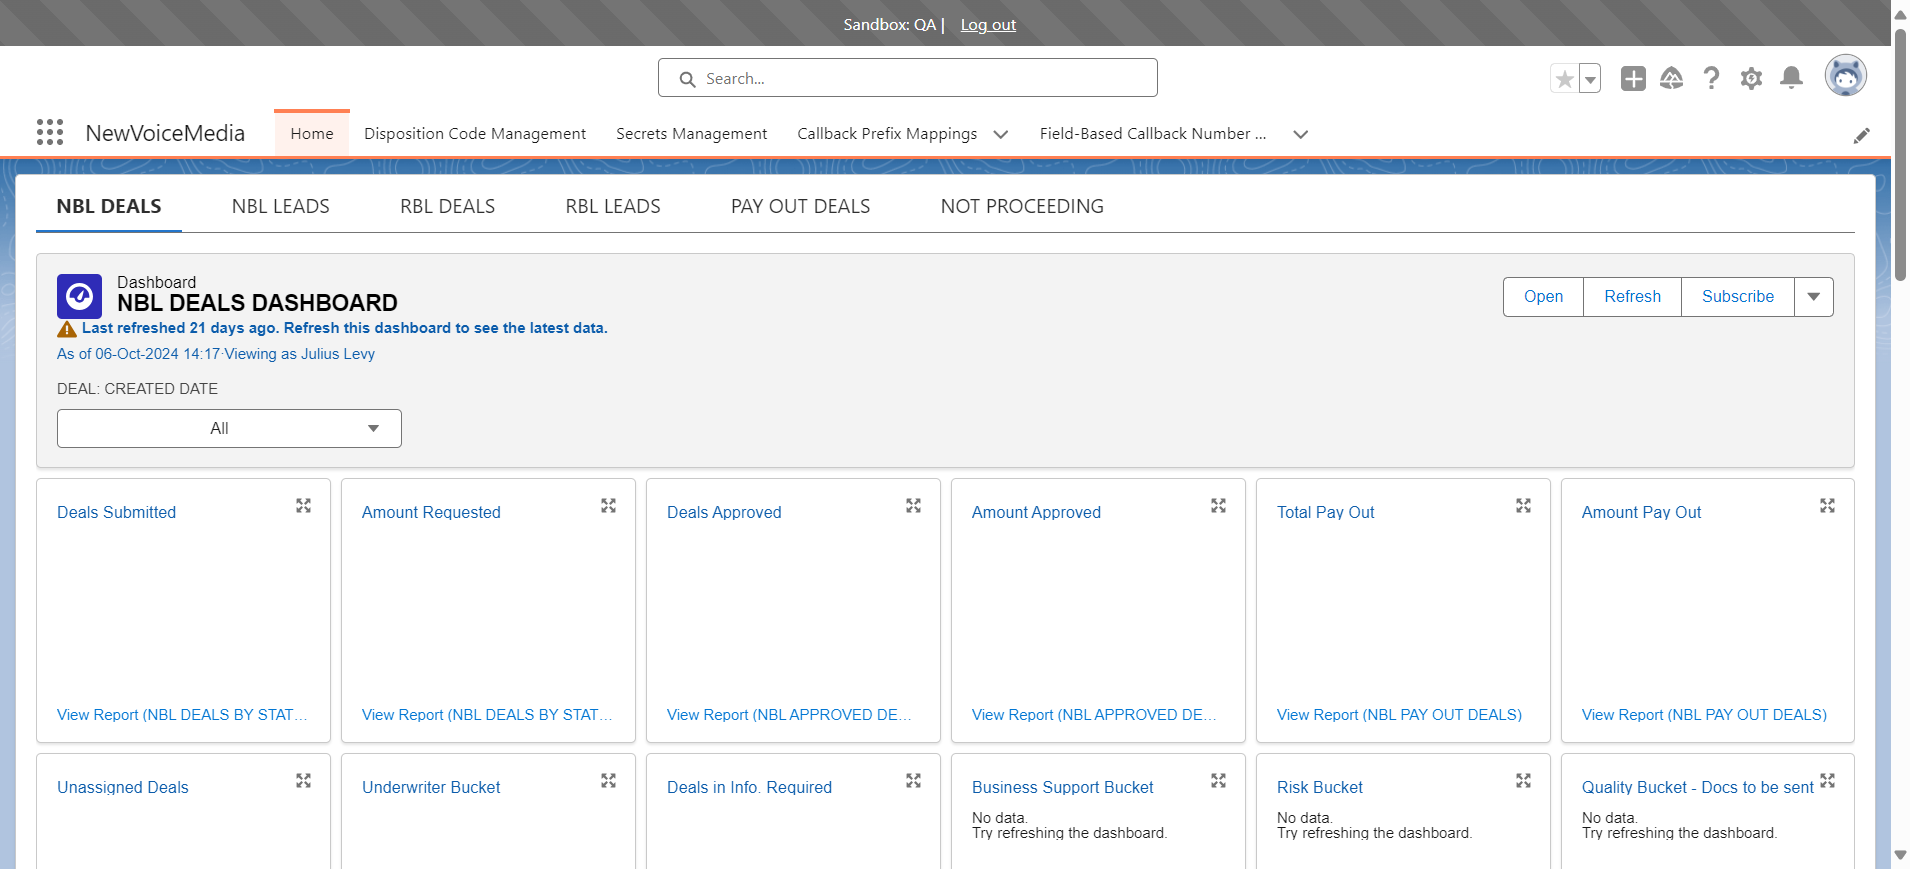 Sandbox: QA | Log out
Search...
NewVoiceMedia
Home
Disposition Code Management
Secrets Management
Callback Prefix Mappings
Field-Based Callback Number ...
NBL DEALS
NBL LEADS
RBL DEALS
RBL LEADS
PAY OUT DEALS
NOT PROCEEDING
Dashboard
NBL DEALS DASHBOARD
Last refreshed 21 days ago. Refresh this dashboard to see the latest data.
As of 06-Oct-2024 14:17·Viewing as Julius Levy
Open
Refresh
Subscribe
DEAL: CREATED DATE
All
Deals Submitted
View Report (NBL DEALS BY STAT...
Amount Requested
View Report (NBL DEALS BY STAT...
Deals Approved
View Report (NBL APPROVED DE...
Amount Approved
View Report (NBL APPROVED DE...
Total Pay Out
View Report (NBL PAY OUT DEALS)
Amount Pay Out
View Report (NBL PAY OUT DEALS)
Unassigned Deals
Underwriter Bucket
Deals in Info. Required
Business Support Bucket
No data.
Try refreshing the dashboard.
Risk Bucket
No data.
Try refreshing the dashboard.
Quality Bucket - Docs to be sent
No data.
Try refreshing the dashboard.